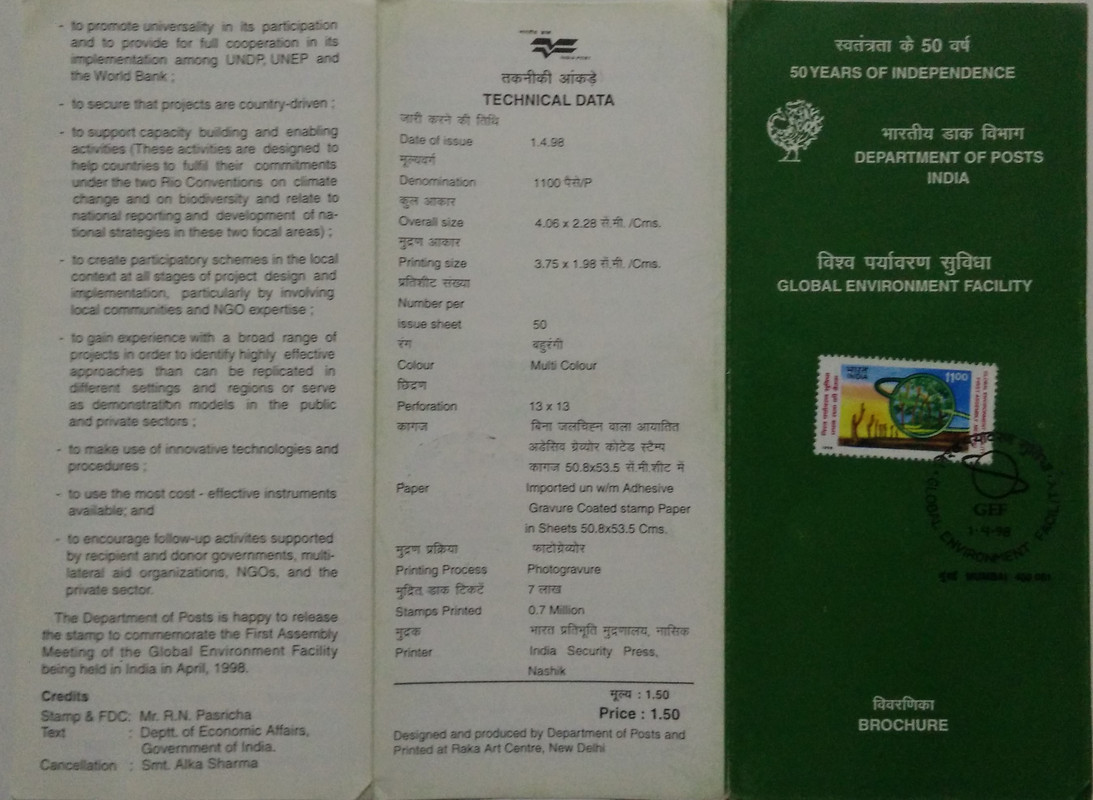 - to promote universality in its participation
and to provide for full cooperation in its
implementation among UNDP, UNEP and
the World Bank ;
- to secure that projects are country-driven ;
- to support capacity building and enabling
activities (These activities are designed to
help countries to fulfil their commitments
under the two Rio Conventions on climate
change and on biodiversity and relate to
national reporting and development of na-
tional strategies in these two focal areas) ;
- to create participatory schemes in the local
context at all stages of project design and
implementation, particularly by involving
local communities and NGO expertise ;
- to gain experience with a broad range of
projects in order to identify highly effective
approaches than can be replicated in
different settings and regions or serve
as demonstration models in the public
and private sectors ;
- to make use of innovative technologies and
procedures ;
- to use the most cost - effective instruments
available; and
- to encourage follow-up activites supported
by recipient and donor governments, multi-
lateral aid organizations, NGOs, and the
private sector.
The Department of Posts is happy to release
the stamp to commemorate the First Assembly
Meeting of the Global Environment Facility
being held in India in April, 1998.
Credits
Stamp & FDC: Mr. R.N. Pasricha
Text : Deptt. of Economic Affairs,
Government of India.
Cancellation : Smt. Alka Sharma
तकनीकी आंकड़े
TECHNICAL DATA
जारी करने की तिथि
Date of issue 1.4.98
मूल्यवर्ग
Denomination 1100 पैसे/P
कुल आकार
Overall size 4.06 x 2.28 सें.मी. /Cms.
मुद्रण आकार
Printing size 3.75 x 1.98 सें.मी. /Cms.
प्रतिशीट संख्या
Number per
issue sheet 50
रंग बहुरंगी
Colour Multi Colour
छिद्रण
Perforation 13 x 13
कागज बिना जलचिह्न वाला आयातित
अडेसिव ग्रेव्योर कोटेड स्टैम्प
कागज 50.8x53.5 सें.मी.शीट में
Paper Imported un w/m Adhesive
Gravure Coated stamp Paper
in Sheets 50.8x53.5 Cms.
मुद्रण प्रक्रिया फोटोग्रेव्योर
Printing Process Photogravure
मुद्रित डाक टिकटें 7 लाख
Stamps Printed 0.7 Million
मुद्रक भारत प्रतिभूति मुद्रणालय, नासिक
Printer India Security Press,
Nashik
मूल्य : 1.50
Price : 1.50
Designed and produced by Department of Posts and
Printed at Raka Art Centre, New Delhi
स्वतंत्रता के 50 वर्ष
50 YEARS OF INDEPENDENCE
भारतीय डाक विभाग
DEPARTMENT OF POSTS
INDIA
विश्व पर्यावरण सुविधा
GLOBAL ENVIRONMENT FACILITY
भारत
INDIA
1100
GEF
1-4-98
GLOBAL ENVIRONMENT FACILITY
मुंबई MUMBAI 400 001
विवरणिका
BROCHURE